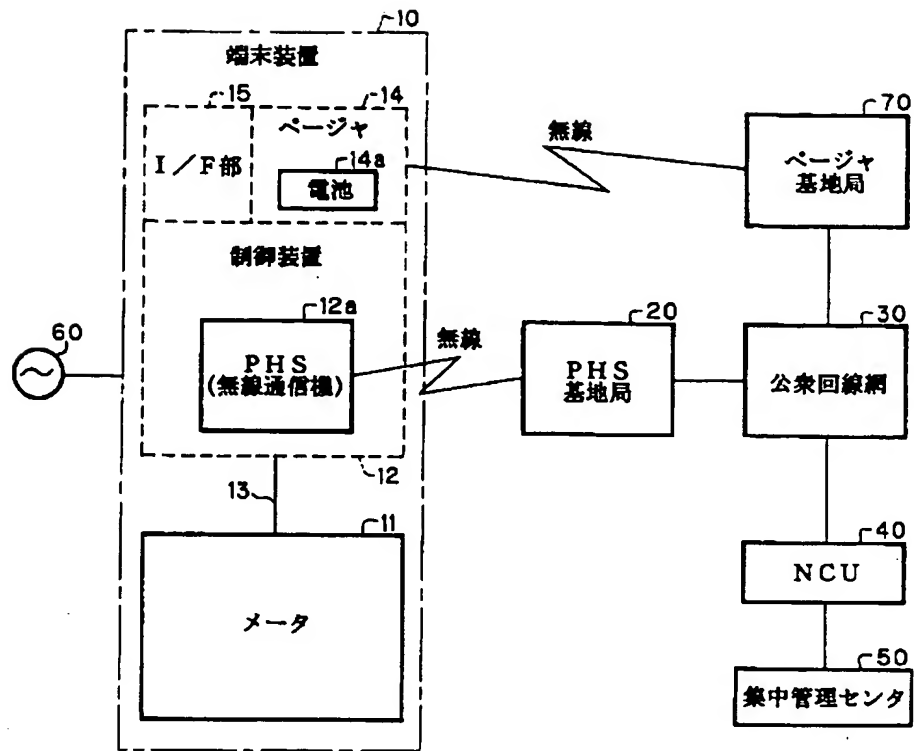 10
端末装置
15
14
I/F部
ページャ
14a
電池
無線
70
ページャ
基地局
制御装置
12a
PHS
(無線通信機)
無線
20
PHS
基地局
30
公衆回線網
60
12
13
11
メータ
40
NCU
50
集中管理センタ